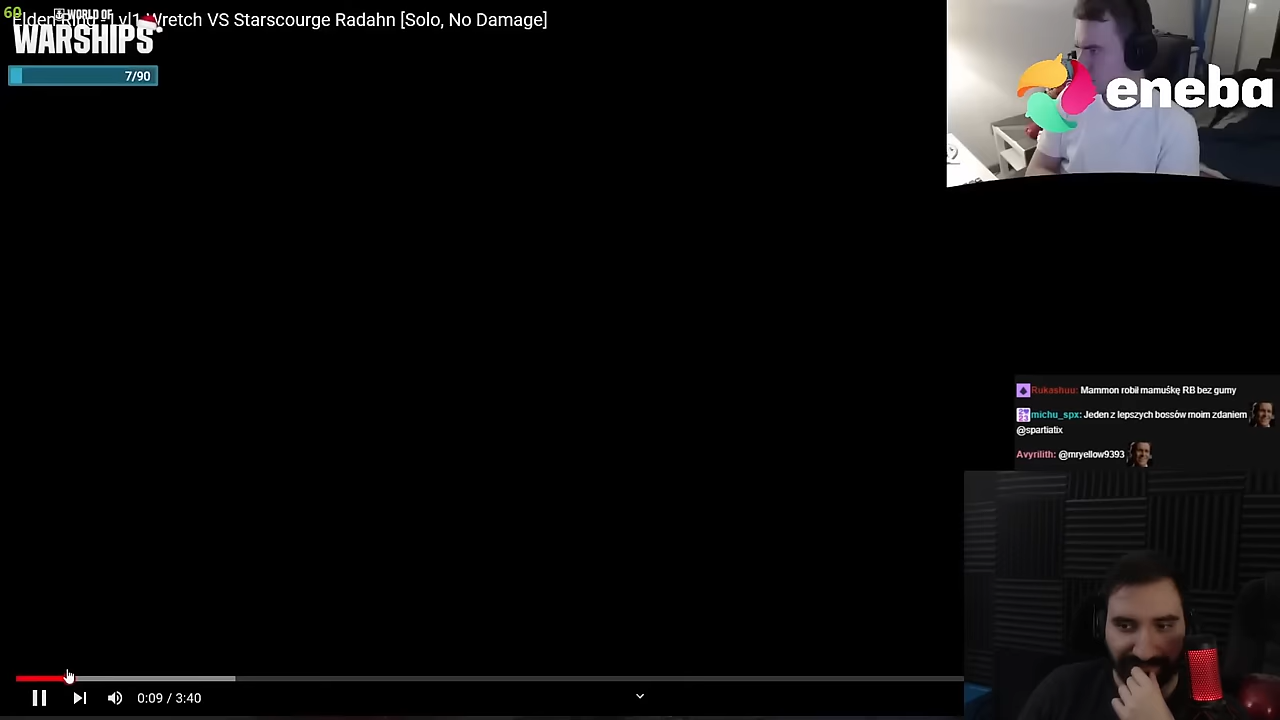 60
Elden Ring - Lvl1 Wretch VS Starscourge Radahn [Solo, No Damage]
WORLD OF
WARSHIPS
7/90
eneba
Rukashuu: Mammon robił mamuśkę RB bez gumy
michu_spx: Jeden z lepszych bossów moim zdaniem
@spartiatix
Avyrilith: @mryellow9393
0:09 / 3:40